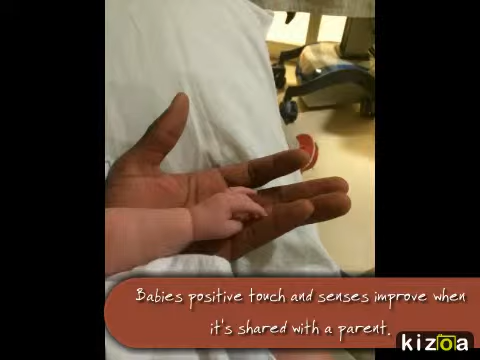 Babies positive touch and senses improve when
it's shared with a parent.
kizoa